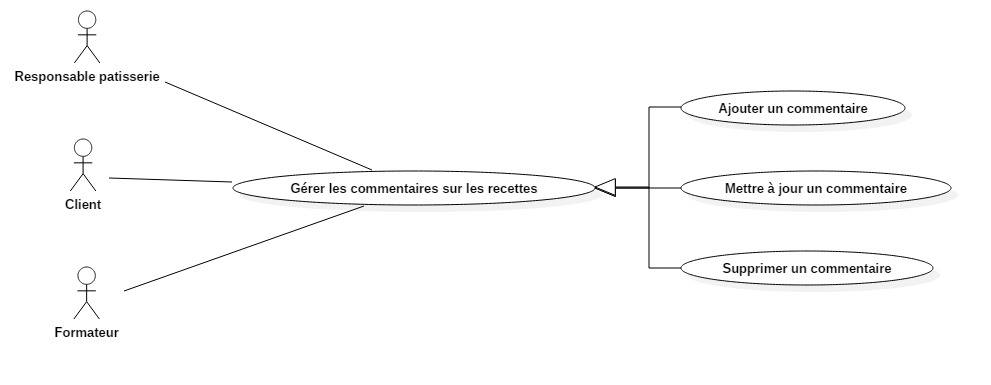 Responsable patisserie
Ajouter un commentaire
Client
Gérer les commentaires sur les recettes
Mettre à jour un commentaire
Supprimer un commentaire
Formateur